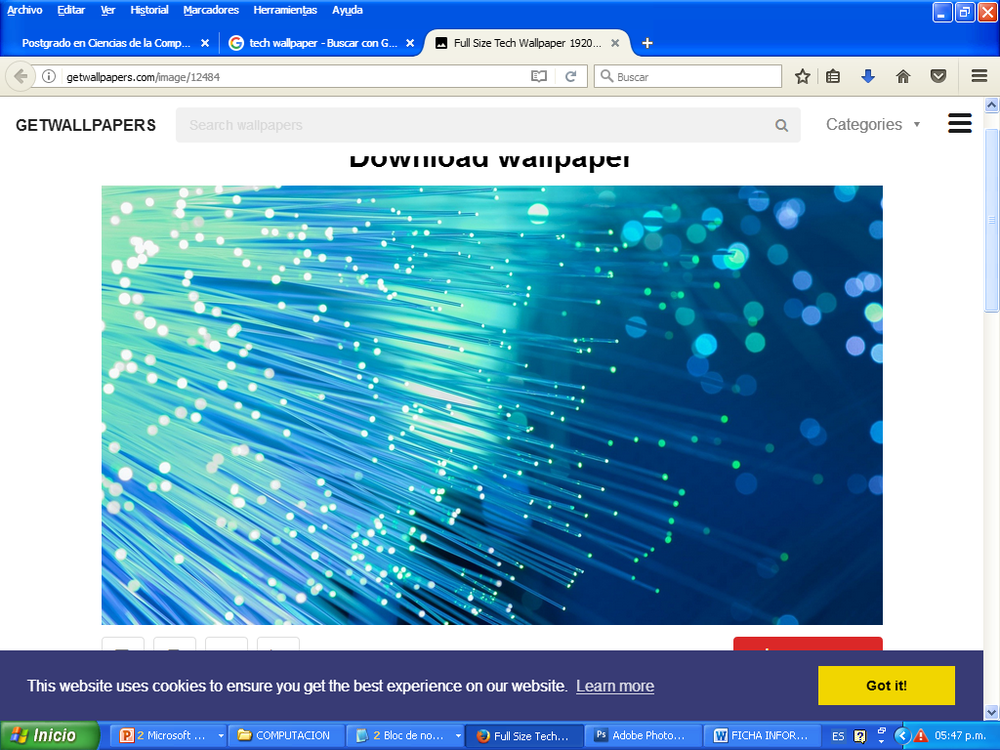 Archivo Editar Ver Historial Marcadores Herramientas Ayuda
Postgrado en Ciencias de la Comp... tech wallpaper - Buscar con G... Full Size Tech Wallpaper 1920...
getwallpapers.com/image/12484 Buscar
GETWALLPAPERS Search wallpapers Categories
Download Wallpaper
This website uses cookies to ensure you get the best experience on our website. Learn more Got it!
Inicio 2 Microsoft ... COMPUTACION 2 Bloc de no... Full Size Tech... Ps Adobe Photo... FICHA INFOR... ES 05:47 p.m.